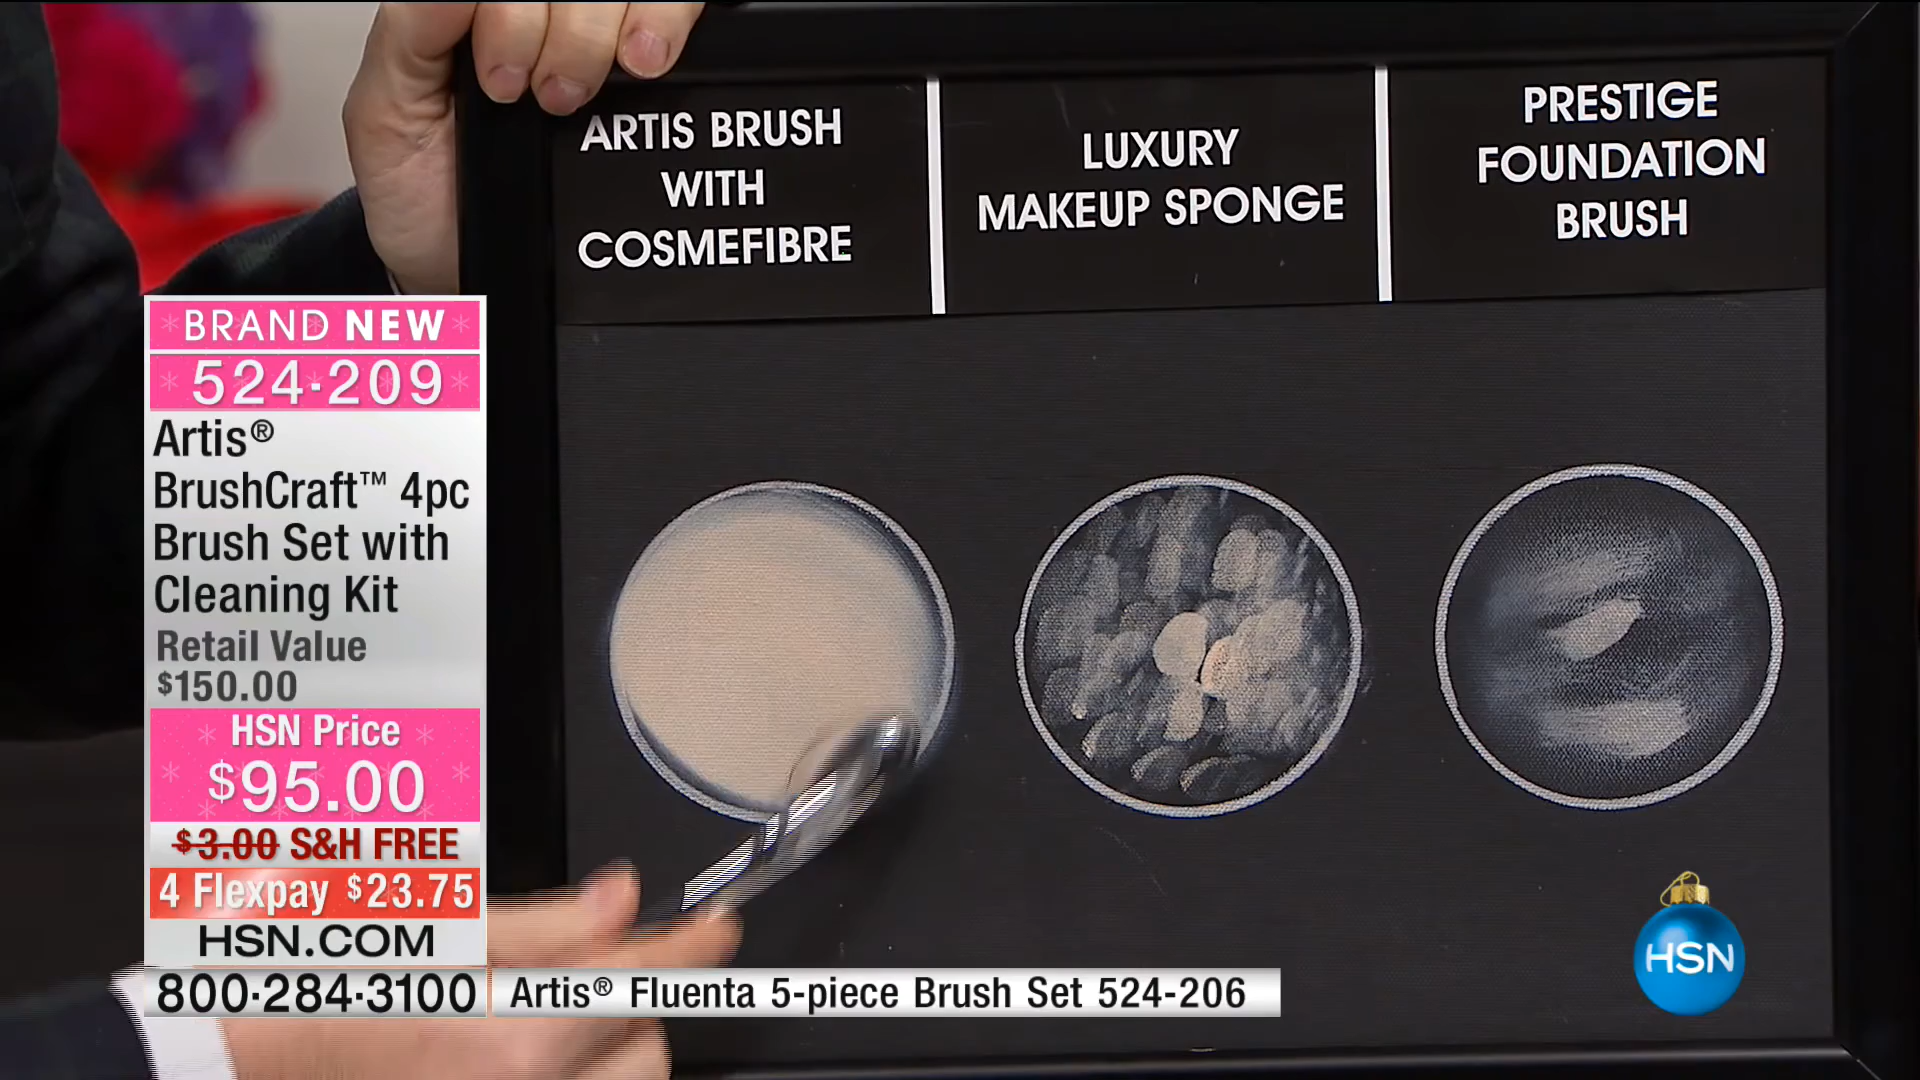 ARTIS BRUSH
WITH
COSMEFIBRE
LUXURY
MAKEUP SPONGE
PRESTIGE
FOUNDATION
BRUSH
BRAND NEW
524·209
Artis®
BrushCraft™ 4pc
Brush Set with
Cleaning Kit
Retail Value
$150.00
HSN Price
$95.00
$3.00 S&H FREE
4 Flexpay $23.75
HSN.COM
800·284·3100
Artis® Fluenta 5-piece Brush Set 524-206
HSN